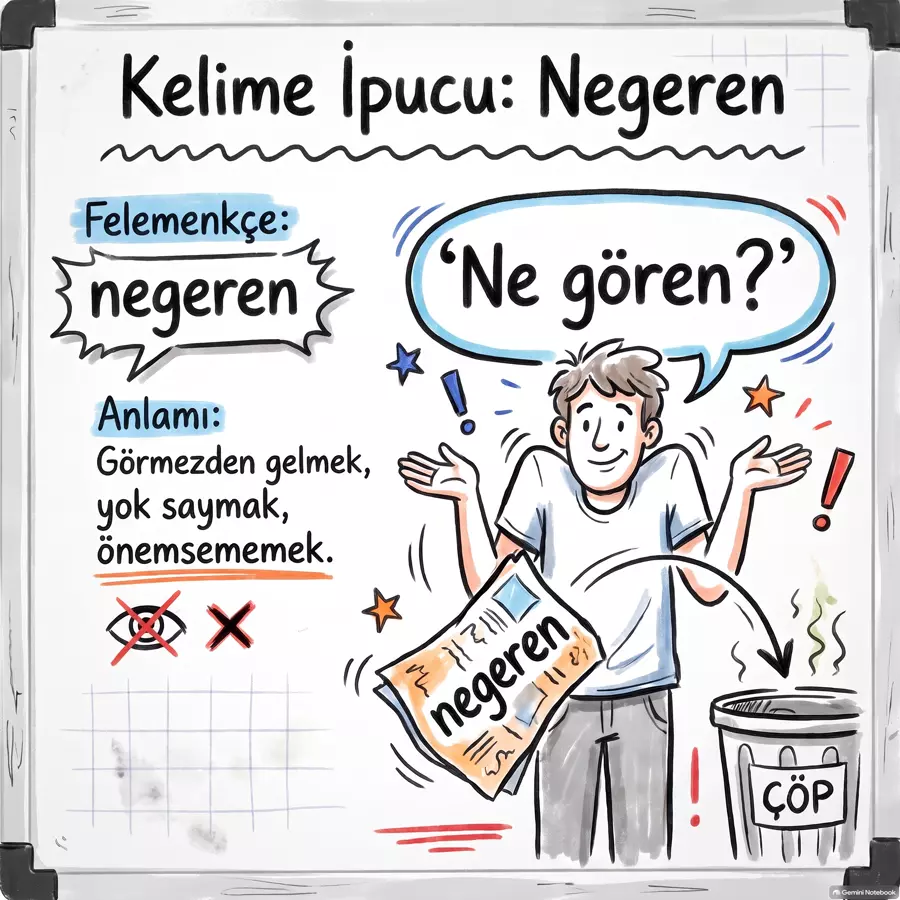 Kelime İpucu: Negeren
Felemenkçe:
negeren
'Ne gören?'
Anlamı:
Görmezden gelmek,
yok saymak,
önemsememek.
negeren
ÇÖP
Gemini Notebook